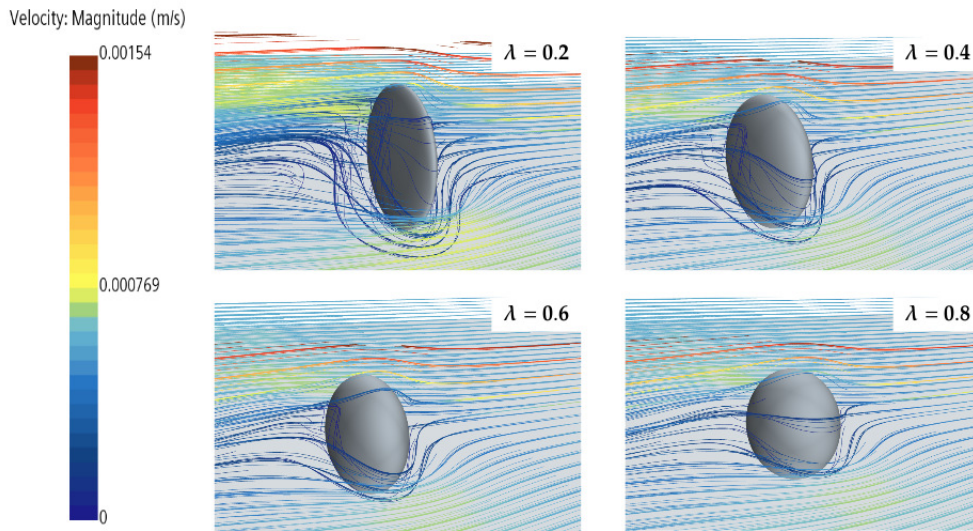 Velocity: Magnitude (m/s)
0.00154
0.000769
0
λ = 0.2
λ = 0.4
λ = 0.6
λ = 0.8